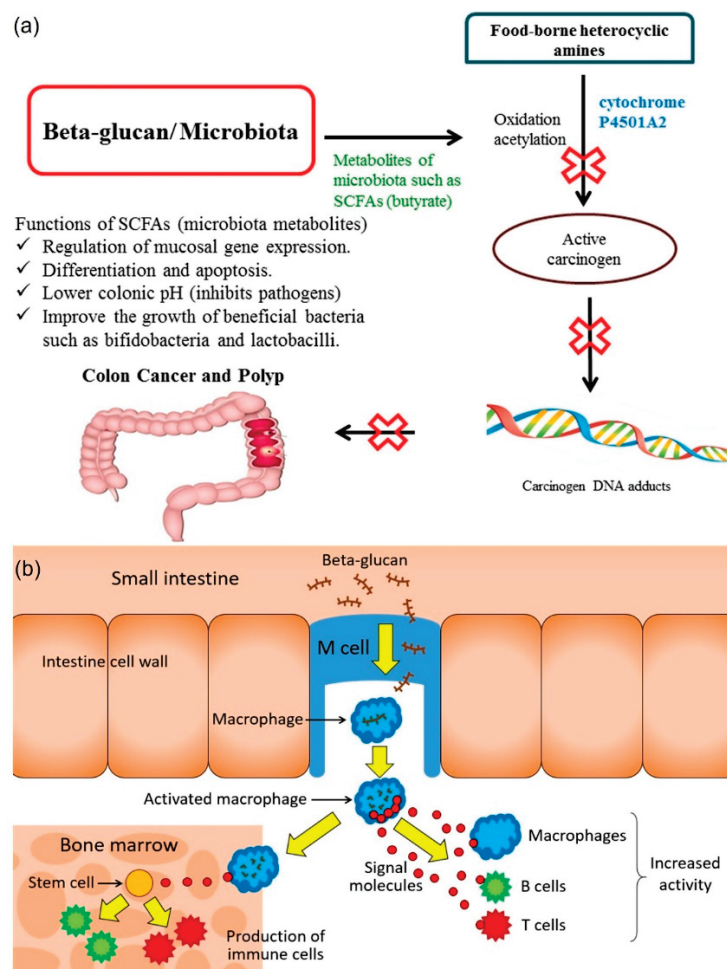 (a)
Food-borne heterocyclic
amines
Beta-glucan/ Microbiota
Oxidation
acetylation
cytochrome
P4501A2
Metabolites of
microbiota such as
SCFAs (butyrate)
Functions of SCFAs (microbiota metabolites)
✓ Regulation of mucosal gene expression.
✓ Differentiation and apoptosis.
✓ Lower colonic pH (inhibits pathogens)
✓ Improve the growth of beneficial bacteria
such as bifidobacteria and lactobacilli.
Active
carcinogen
Colon Cancer and Polyp
Carcinogen DNA adducts
(b)
Beta-glucan
Small intestine
M cell
Intestine cell wall
Macrophage
Activated macrophage
Bone marrow
Stem cell
Production of
immune cells
Signal
molecules
Macrophages
B cells
T cells
Increased
activity